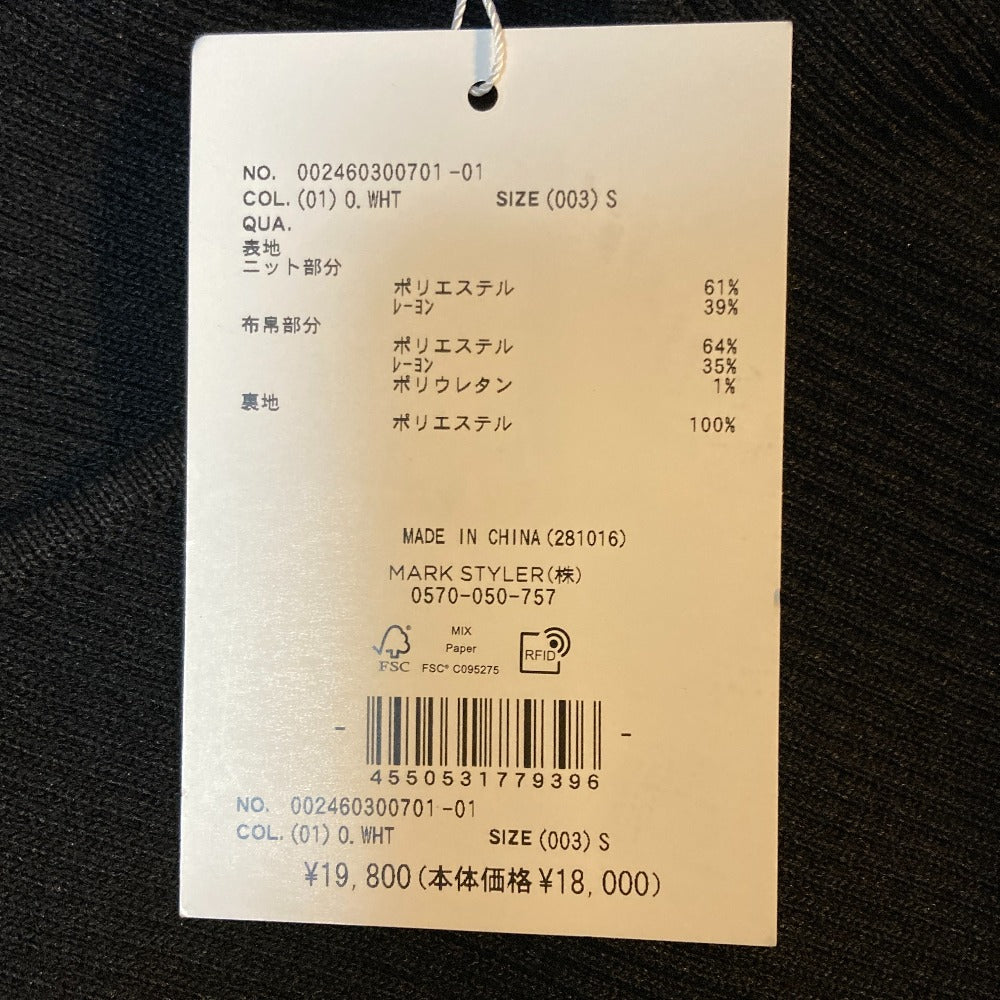 NO. 002460300701-01
COL. (01) O. WHT SIZE (003) S
QUA.
表地
ニット部分
ポリエステル 61%
ﾚｰﾖﾝ 39%
布帛部分
ポリエステル 64%
ﾚｰﾖﾝ 35%
ポリウレタン 1%
裏地
ポリエステル 100%
MADE IN CHINA (281016)
MARK STYLER(株)
0570-050-757
FSC
MIX
Paper
FSC® C095275
RFID
4550531779396
NO. 002460300701-01
COL. (01) O. WHT SIZE (003) S
¥19,800(本体価格¥18,000)